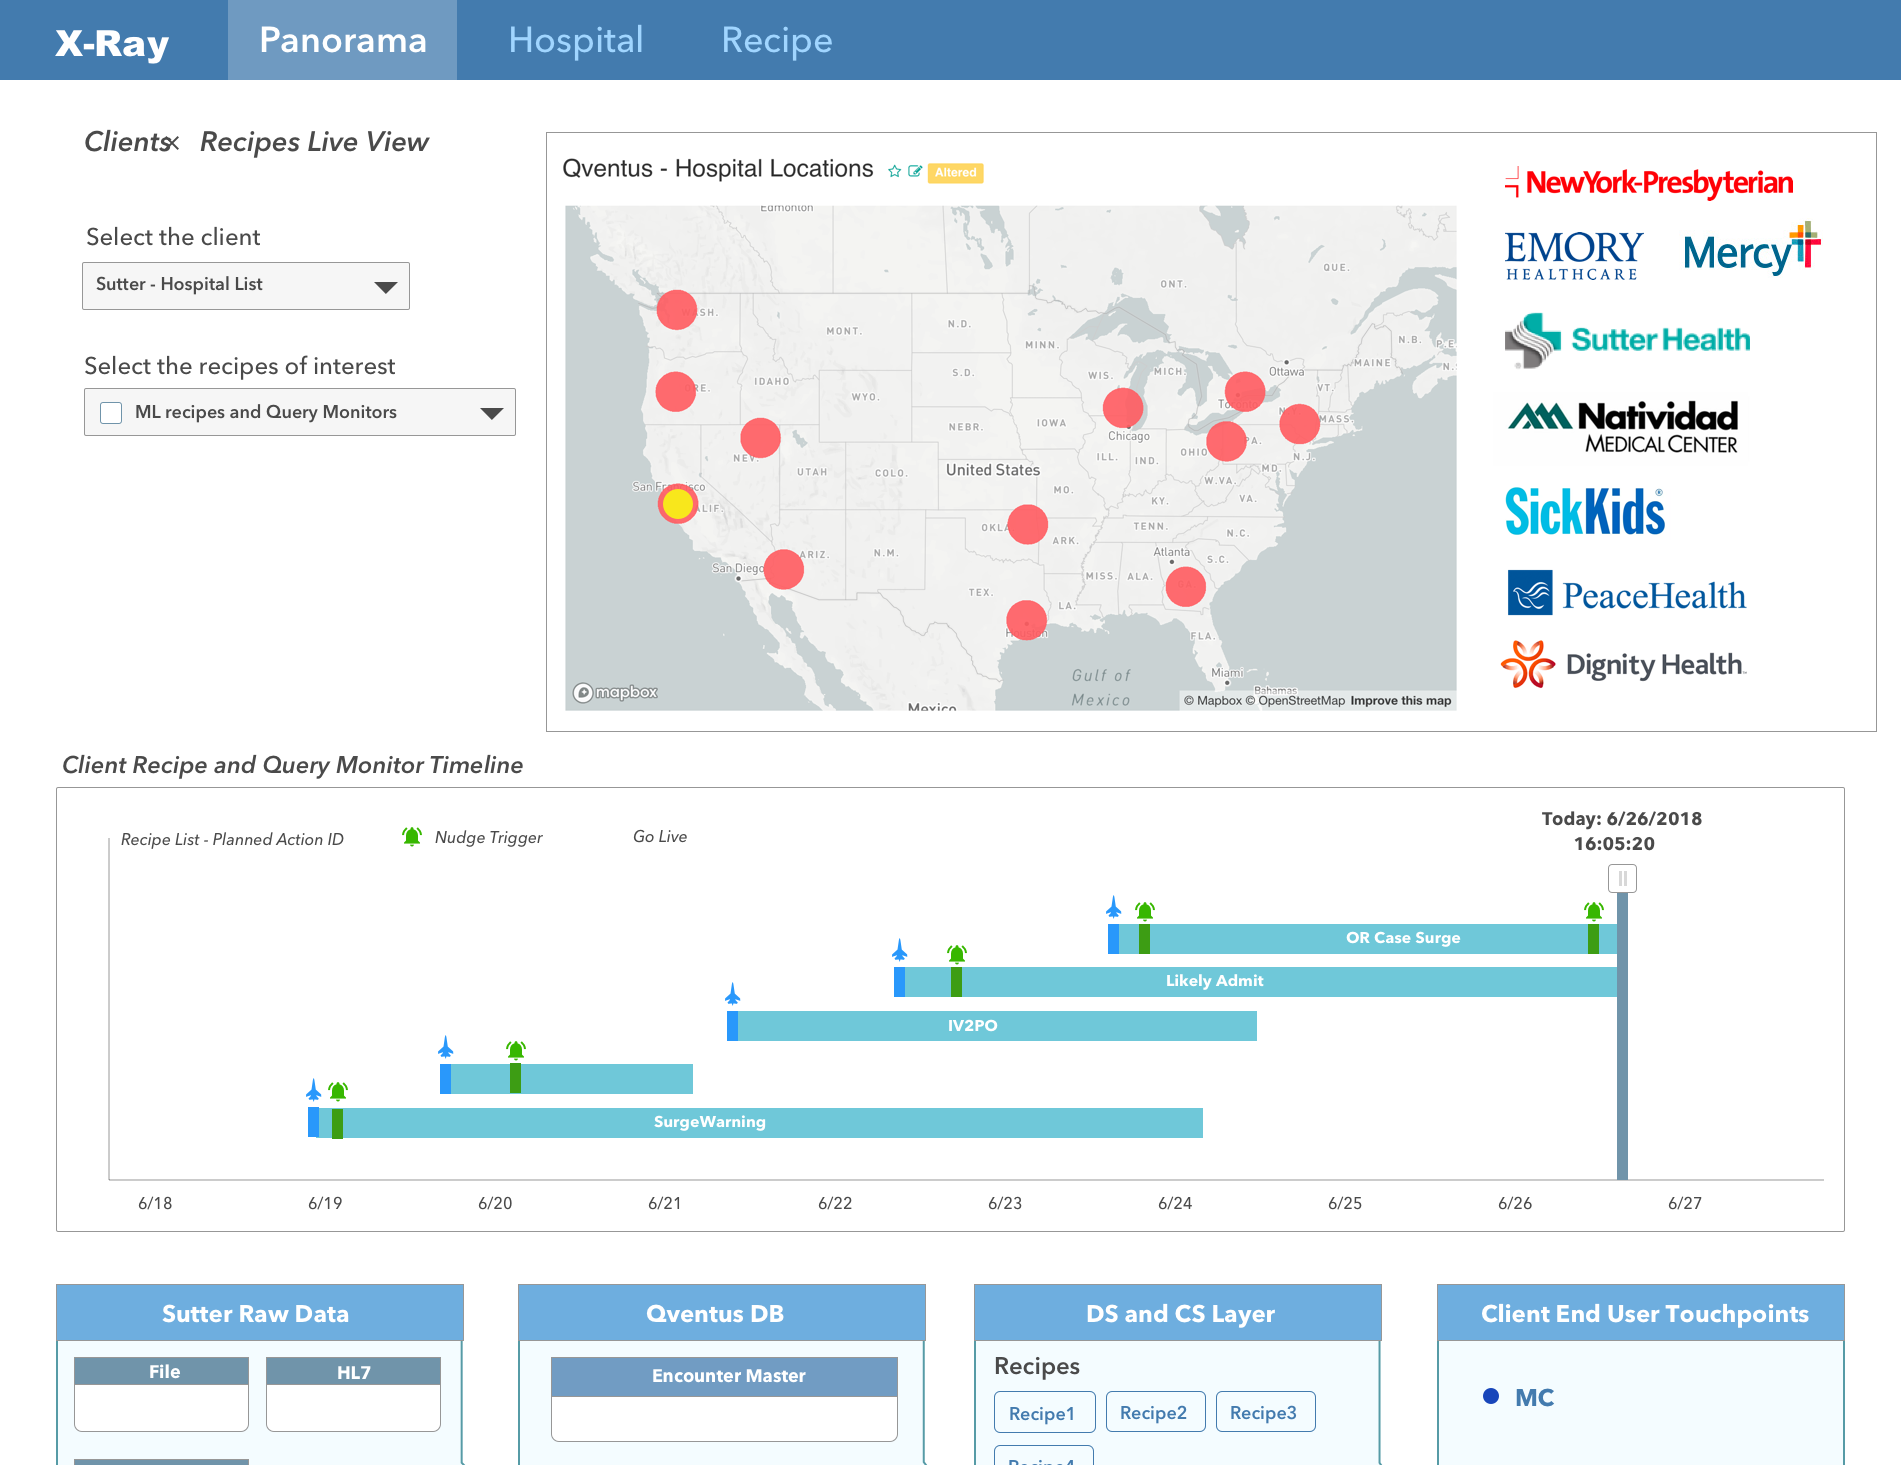 X-Ray
Panorama
Hospital
Recipe
Clients× Recipes Live View
Select the client
Sutter - Hospital List
Select the recipes of interest
ML recipes and Query Monitors
Qventus - Hospital Locations
Altered
Edmonton
QUE.
ONT.
WASH.
MONT.
N.D.
MINN.
N.B.
P.E.
N.S.
MAINE
Ottawa
ORE.
IDAHO
S.D.
WIS.
MICH.
VT.
WYO.
Toronto
N.
MASS.
NEBR.
IOWA
Chicago
PA.
NEV.
UTAH
COLO.
United States
ILL.
IND.
OHIO
N.J.
MD.
San Francisco
CALIF.
MO.
W.VA.
KY.
VA.
OKLA.
ARK.
TENN.
N.C.
San Diego
ARIZ.
N.M.
Atlanta
S.C.
MISS.
ALA.
TEX.
LA.
Houston
FLA.
Gulf of
Mexico
Miami
Bahamas
Mexico
mapbox
© Mapbox © OpenStreetMap Improve this map
NewYork-Presbyterian
EMORY
HEALTHCARE
Mercy
Sutter Health
Natividad
MEDICAL CENTER
SickKids®
PeaceHealth
Dignity Health
Client Recipe and Query Monitor Timeline
Recipe List - Planned Action ID
Nudge Trigger
Go Live
Today: 6/26/2018
16:05:20
OR Case Surge
Likely Admit
IV2PO
SurgeWarning
6/18
6/19
6/20
6/21
6/22
6/23
6/24
6/25
6/26
6/27
Sutter Raw Data
File
HL7
Qventus DB
Encounter Master
DS and CS Layer
Recipes
Recipe1
Recipe2
Recipe3
Recipe4
Client End User Touchpoints
MC